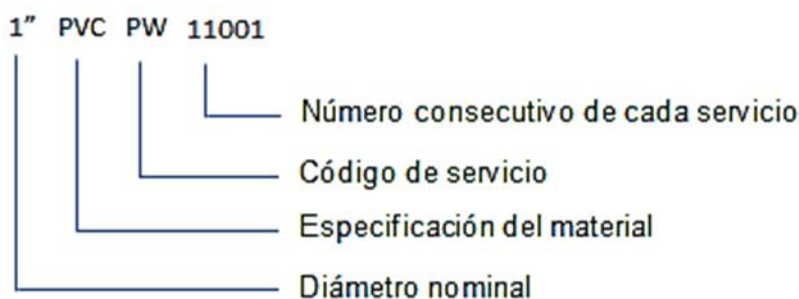 1” PVC PW 11001
Número consecutivo de cada servicio
Código de servicio
Especificación del material
Diámetro nominal